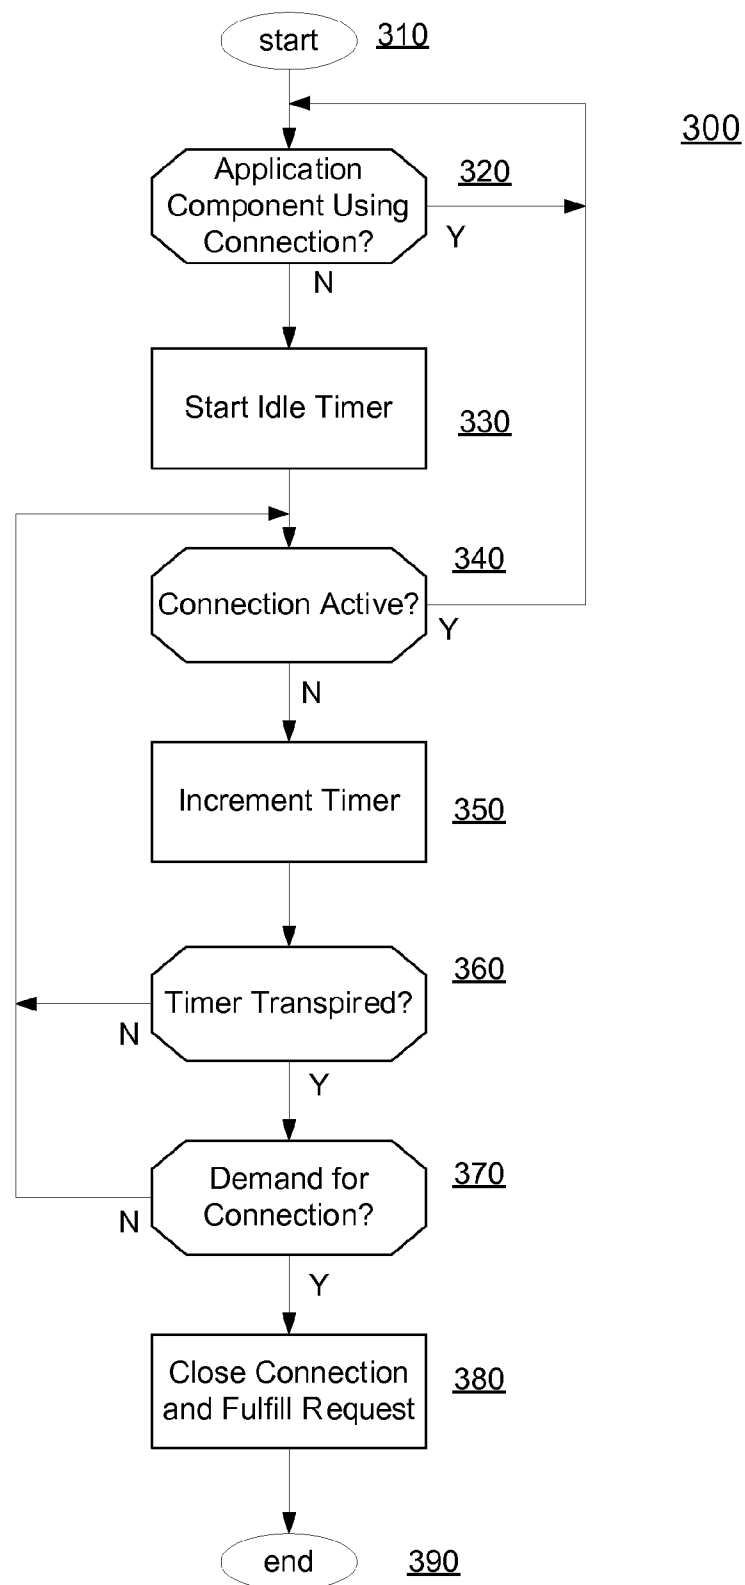 start
310
300
Application
Component Using
Connection?
320
Y
N
Start Idle Timer
330
340
Connection Active?
Y
N
Increment Timer
350
360
Timer Transpired?
N
Y
370
Demand for
Connection?
N
Y
Close Connection
and Fulfill Request
380
end
390